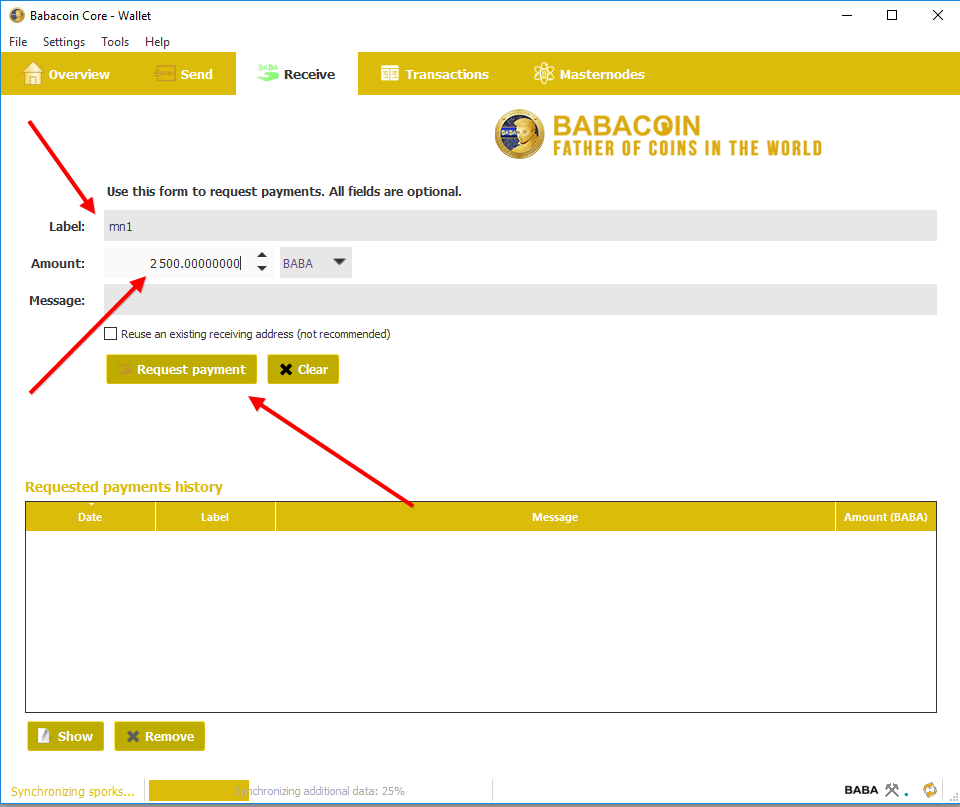 Babacoin Core - Wallet
File Settings Tools Help
Overview Send BABA Receive Transactions Masternodes
BABA BABACOIN
FATHER OF COINS IN THE WORLD
Use this form to request payments. All fields are optional.
Label: mn1
Amount: 2 500.00000000 BABA
Message:
Reuse an existing receiving address (not recommended)
Request payment Clear
Requested payments history
Date Label Message Amount (BABA)
Show Remove
Synchronizing sporks... Synchronizing additional data: 25% BABA